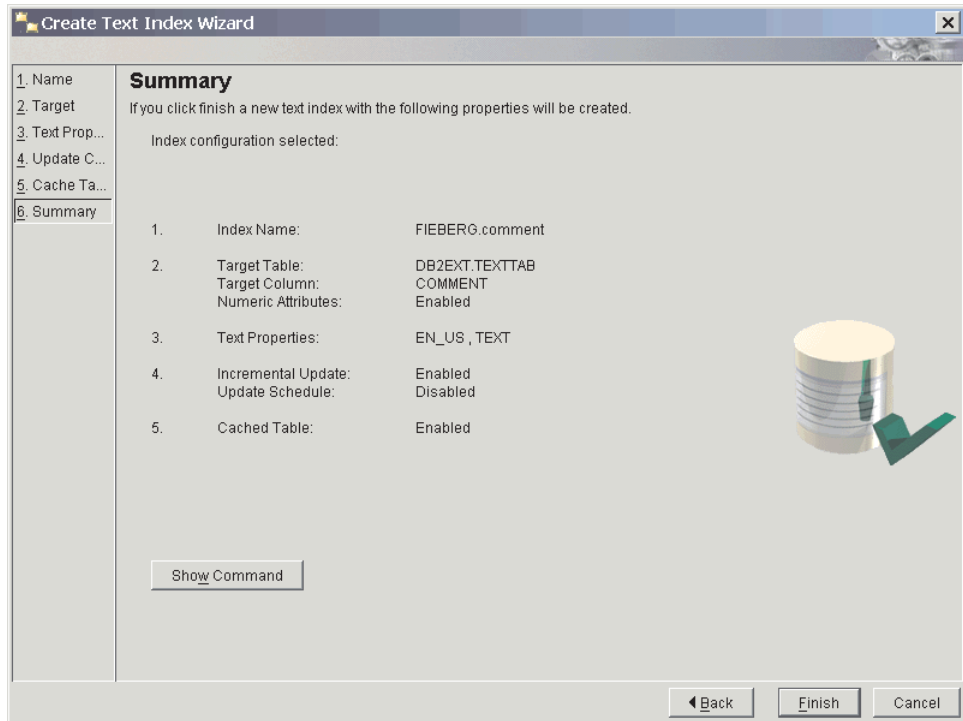 Create Text Index Wizard
1. Name
2. Target
3. Text Prop...
4. Update C...
5. Cache Ta...
6. Summary
Summary
If you click finish a new text index with the following properties will be created.
Index configuration selected:
1. Index Name: FIEBERG.comment
2. Target Table: DB2EXT.TEXTTAB
Target Column: COMMENT
Numeric Attributes: Enabled
3. Text Properties: EN_US , TEXT
4. Incremental Update: Enabled
Update Schedule: Disabled
5. Cached Table: Enabled
Show Command
Back Finish Cancel